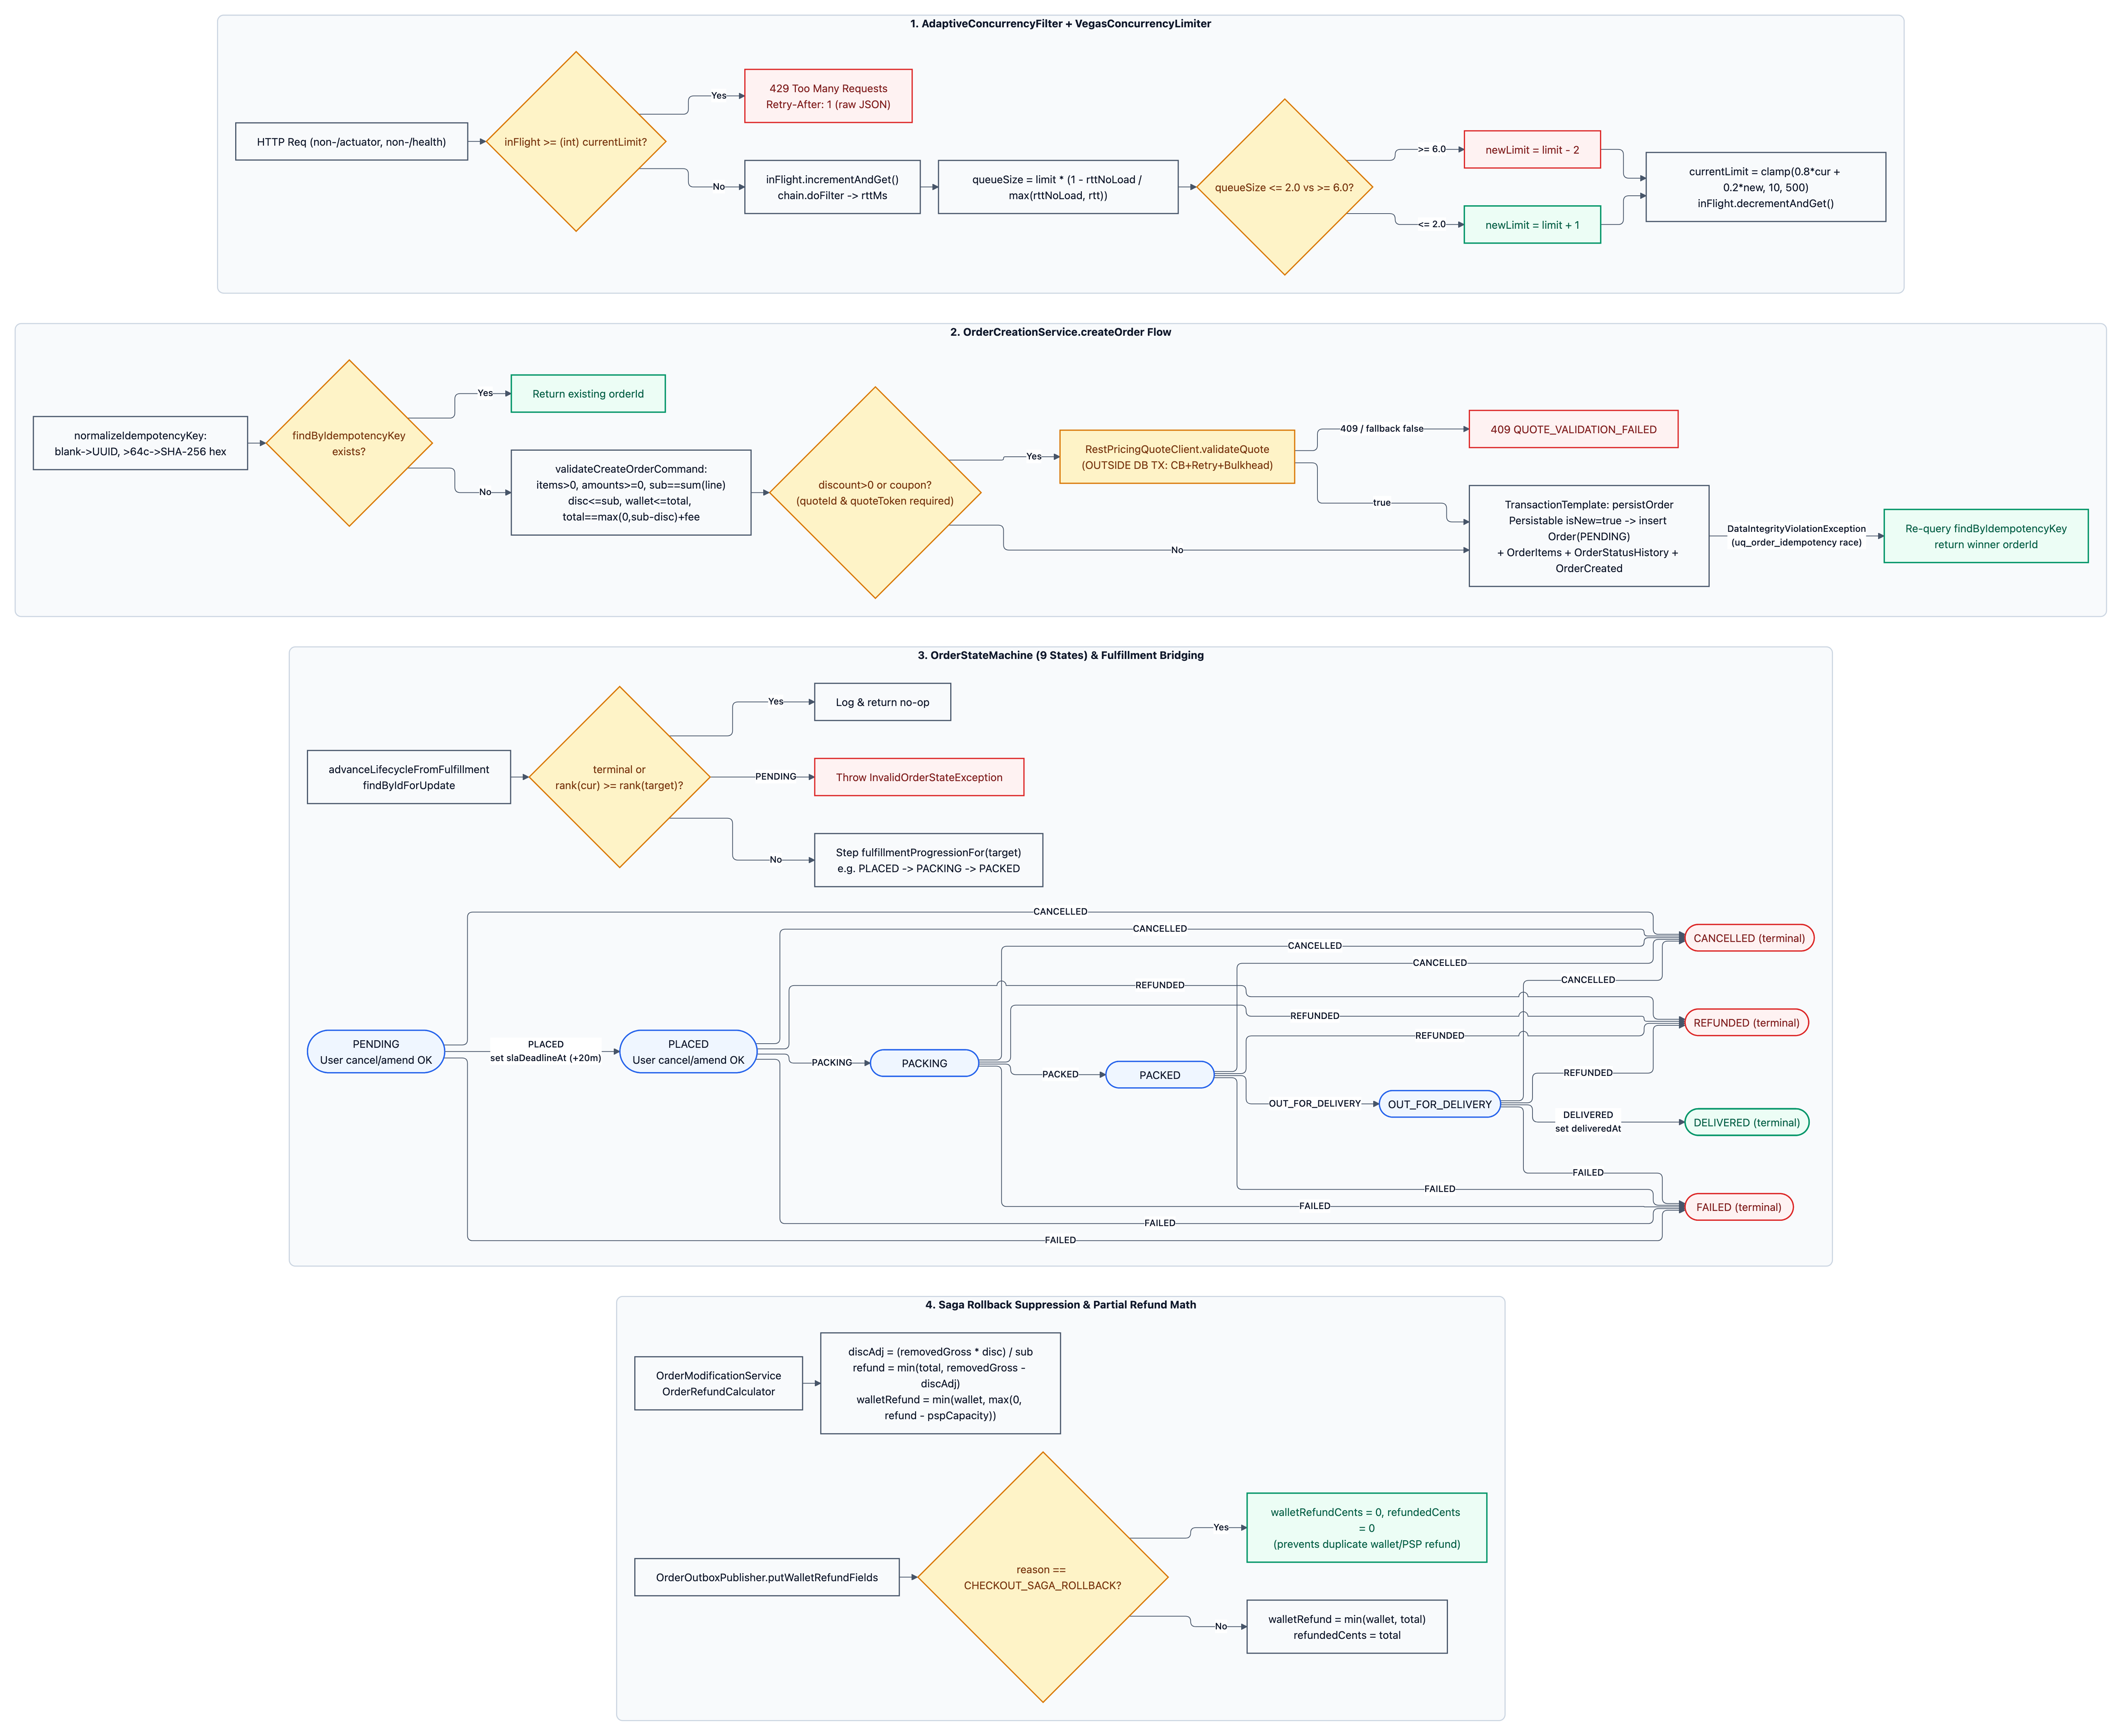 1. AdaptiveConcurrencyFilter + VegasConcurrencyLimiter
HTTP Req (non-/actuator, non-/health)
inFlight >= (int) currentLimit?
Yes
429 Too Many Requests
Retry-After: 1 (raw JSON)
No
inFlight.incrementAndGet()
chain.doFilter -> rttMs
queueSize = limit * (1 - rttNoLoad /
max(rttNoLoad, rtt))
queueSize <= 2.0 vs >= 6.0?
>= 6.0
newLimit = limit - 2
<= 2.0
newLimit = limit + 1
currentLimit = clamp(0.8*cur +
0.2*new, 10, 500)
inFlight.decrementAndGet()
2. OrderCreationService.createOrder Flow
normalizeIdempotencyKey:
blank->UUID, >64c->SHA-256 hex
findByIdempotencyKey
exists?
Yes
Return existing orderId
No
validateCreateOrderCommand:
items>0, amounts>=0, sub==sum(line)
disc<=sub, wallet<=total,
total==max(0,sub-disc)+fee
discount>0 or coupon?
(quoteId & quoteToken required)
Yes
RestPricingQuoteClient.validateQuote
(OUTSIDE DB TX: CB+Retry+Bulkhead)
409 / fallback false
409 QUOTE_VALIDATION_FAILED
true
No
TransactionTemplate: persistOrder
Persistable isNew=true -> insert
Order(PENDING)
+ OrderItems + OrderStatusHistory +
OrderCreated
DataIntegrityViolationException
(uq_order_idempotency race)
Re-query findByIdempotencyKey
return winner orderId
3. OrderStateMachine (9 States) & Fulfillment Bridging
advanceLifecycleFromFulfillment
findByIdForUpdate
terminal or
rank(cur) >= rank(target)?
Yes
Log & return no-op
PENDING
Throw InvalidOrderStateException
No
Step fulfillmentProgressionFor(target)
e.g. PLACED -> PACKING -> PACKED
CANCELLED
CANCELLED
CANCELLED
CANCELLED
CANCELLED
CANCELLED (terminal)
REFUNDED
REFUNDED
REFUNDED
REFUNDED
REFUNDED (terminal)
PENDING
User cancel/amend OK
PLACED
set slaDeadlineAt (+20m)
PLACED
User cancel/amend OK
PACKING
PACKING
PACKED
PACKED
OUT_FOR_DELIVERY
OUT_FOR_DELIVERY
DELIVERED
set deliveredAt
DELIVERED (terminal)
FAILED
FAILED
FAILED
FAILED
FAILED
FAILED (terminal)
4. Saga Rollback Suppression & Partial Refund Math
OrderModificationService
OrderRefundCalculator
discAdj = (removedGross * disc) / sub
refund = min(total, removedGross -
discAdj)
walletRefund = min(wallet, max(0,
refund - pspCapacity))
OrderOutboxPublisher.putWalletRefundFields
reason ==
CHECKOUT_SAGA_ROLLBACK?
Yes
walletRefundCents = 0, refundedCents
= 0
(prevents duplicate wallet/PSP refund)
No
walletRefund = min(wallet, total)
refundedCents = total